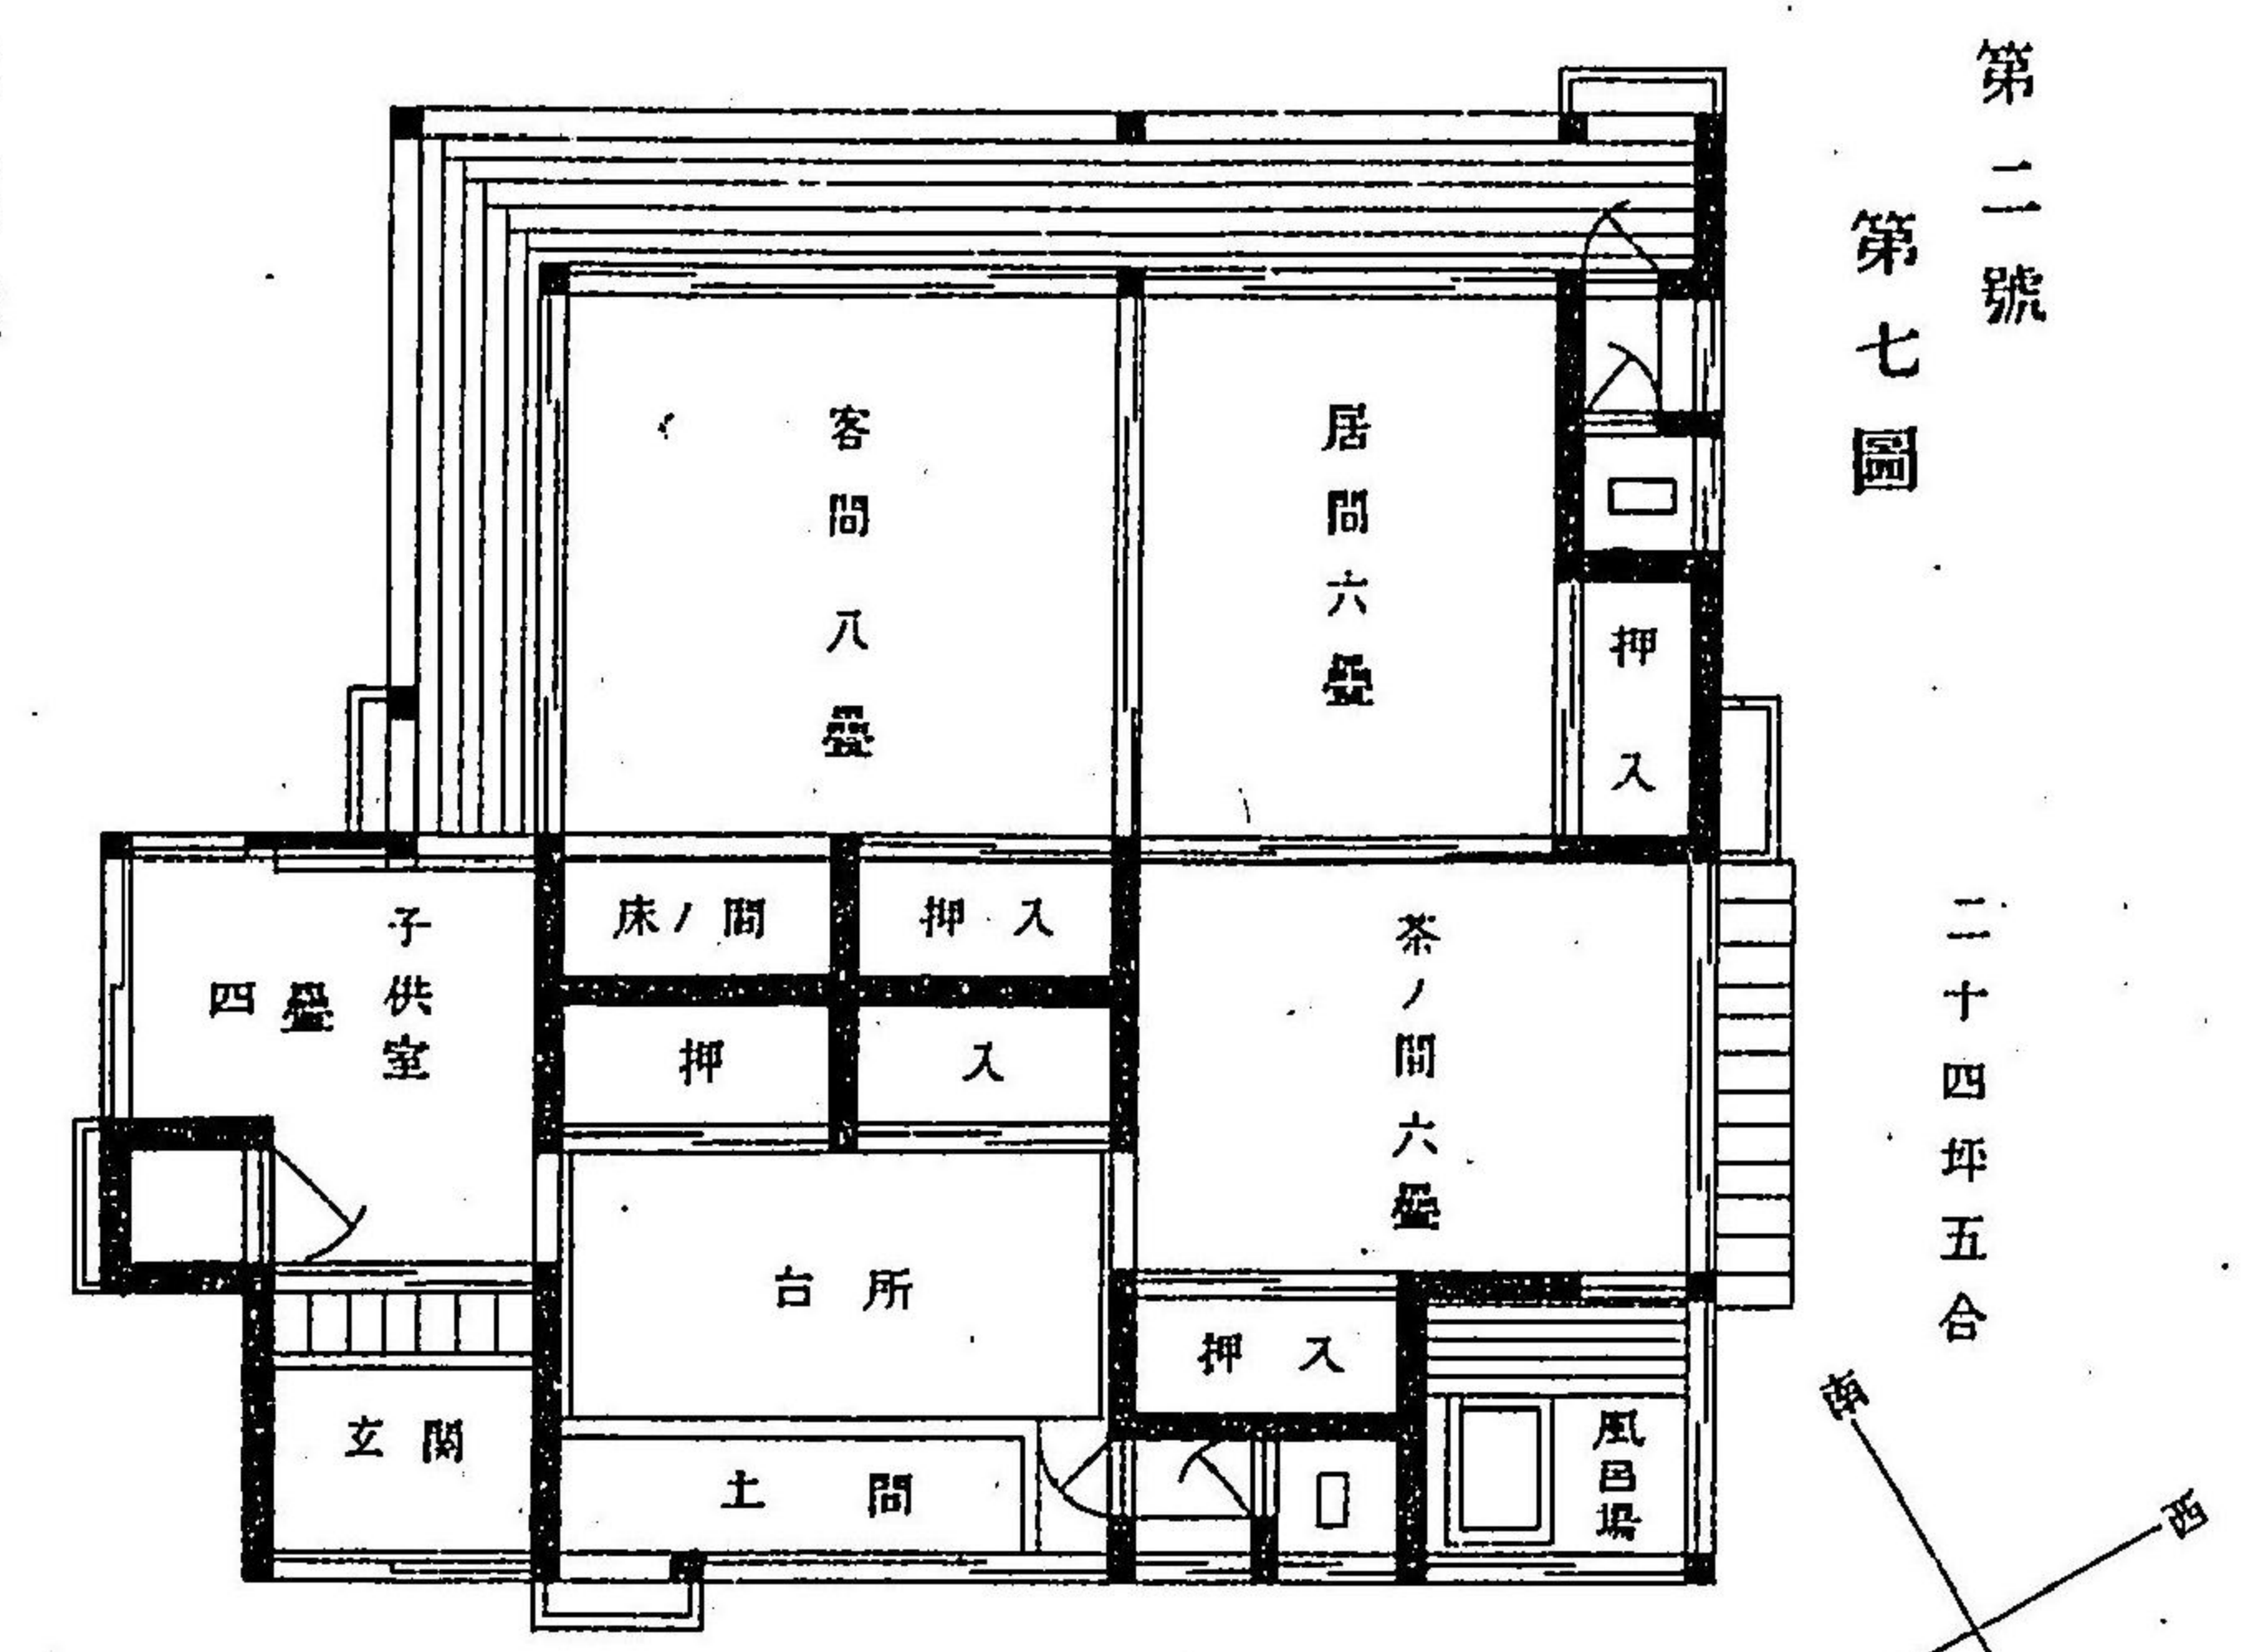 第二號
第七圖
二十四坪五合
客間八疊
居間六疊
押入
子供室
四疊
床ノ間
押入
茶ノ間六疊
押入
台所
押入
玄関
土間
風呂場
南
西